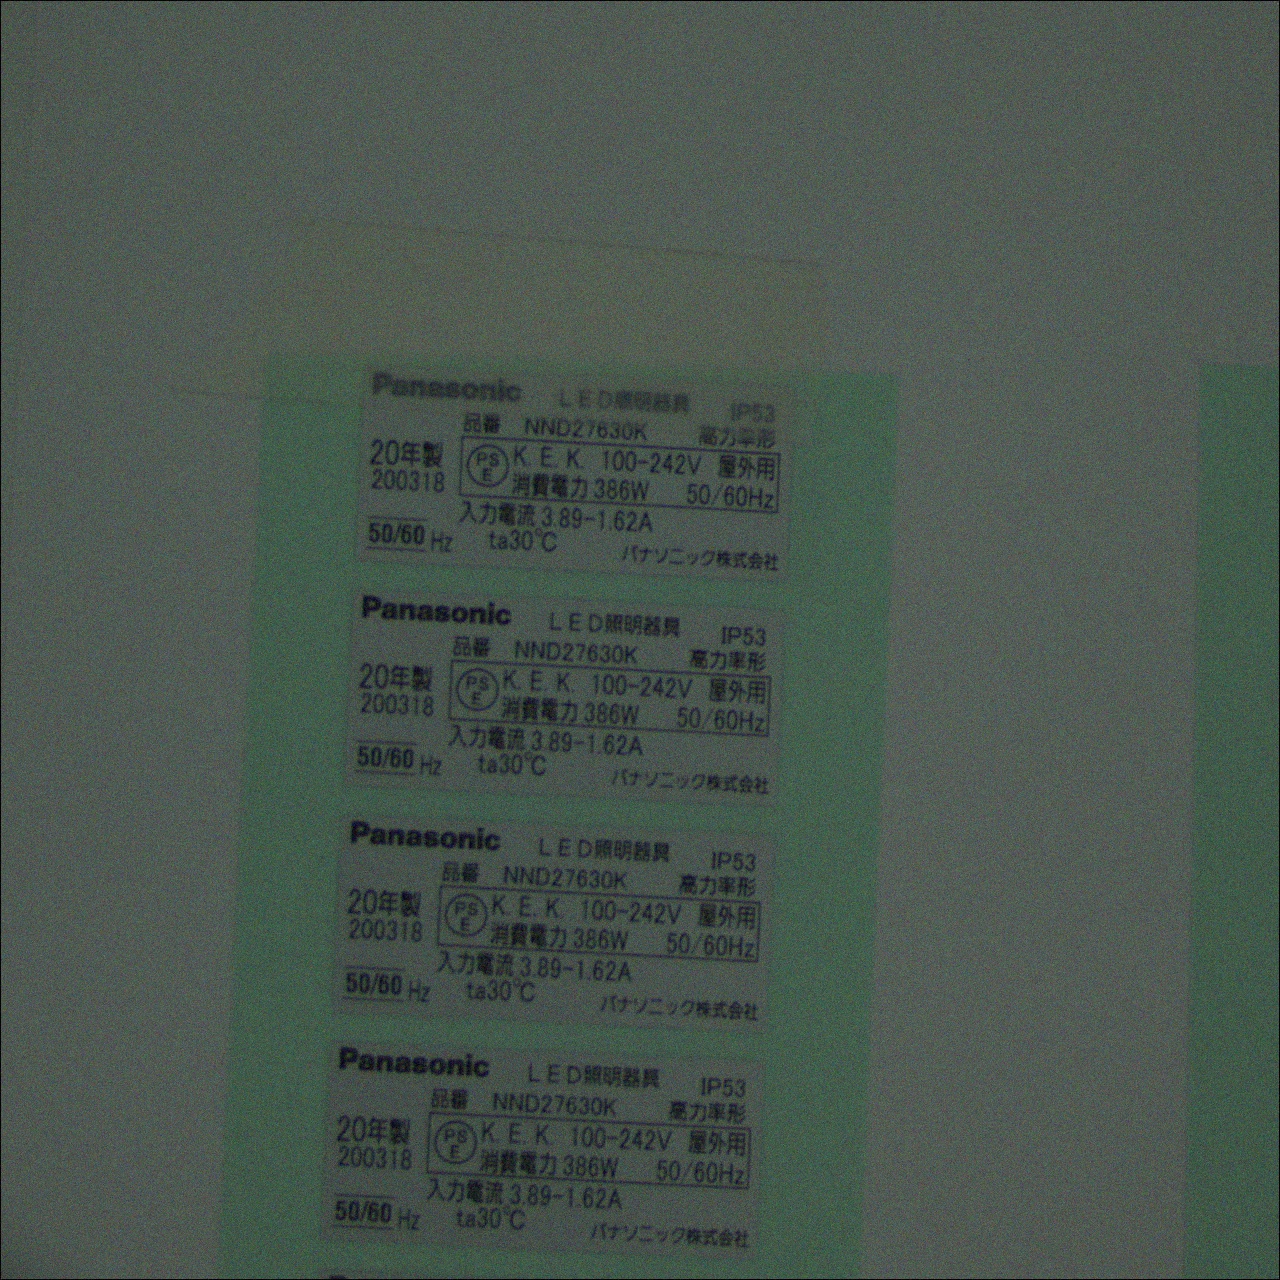 Panasonic LED照明器具 IP53
品番 NND27630K 高力率形
20年製 PS E K. E. K. 100-242V 屋外用
200318 消費電力 386W 50/60Hz
入力電流 3.89-1.62A
50/60 Hz ta30℃ パナソニック株式会社
Panasonic LED照明器具 IP53
品番 NND27630K 高力率形
20年製 PS E K. E. K. 100-242V 屋外用
200318 消費電力 386W 50/60Hz
入力電流 3.89-1.62A
50/60 Hz ta30℃ パナソニック株式会社
Panasonic LED照明器具 IP53
品番 NND27630K 高力率形
20年製 PS E K. E. K. 100-242V 屋外用
200318 消費電力 386W 50/60Hz
入力電流 3.89-1.62A
50/60 Hz ta30℃ パナソニック株式会社
Panasonic LED照明器具 IP53
品番 NND27630K 高力率形
20年製 PS E K. E. K. 100-242V 屋外用
200318 消費電力 386W 50/60Hz
入力電流 3.89-1.62A
50/60 Hz ta30℃ パナソニック株式会社